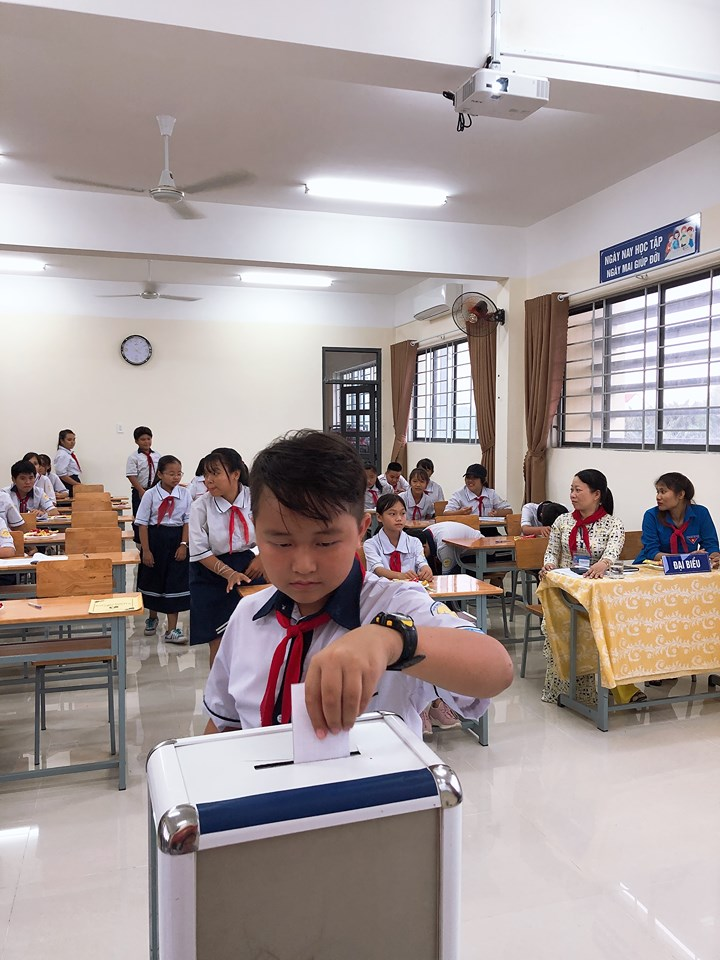 NGÀY NAY HỌC TẬP
NGÀY MAI GIÚP ĐỜI
ĐẠI BIỂU